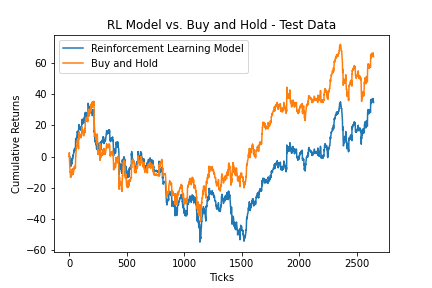 RL Model vs. Buy and Hold - Test Data
Reinforcement Learning Model
Buy and Hold
Cumulative Returns
60
40
20
0
−20
−40
−60
0
500
1000
1500
2000
2500
Ticks